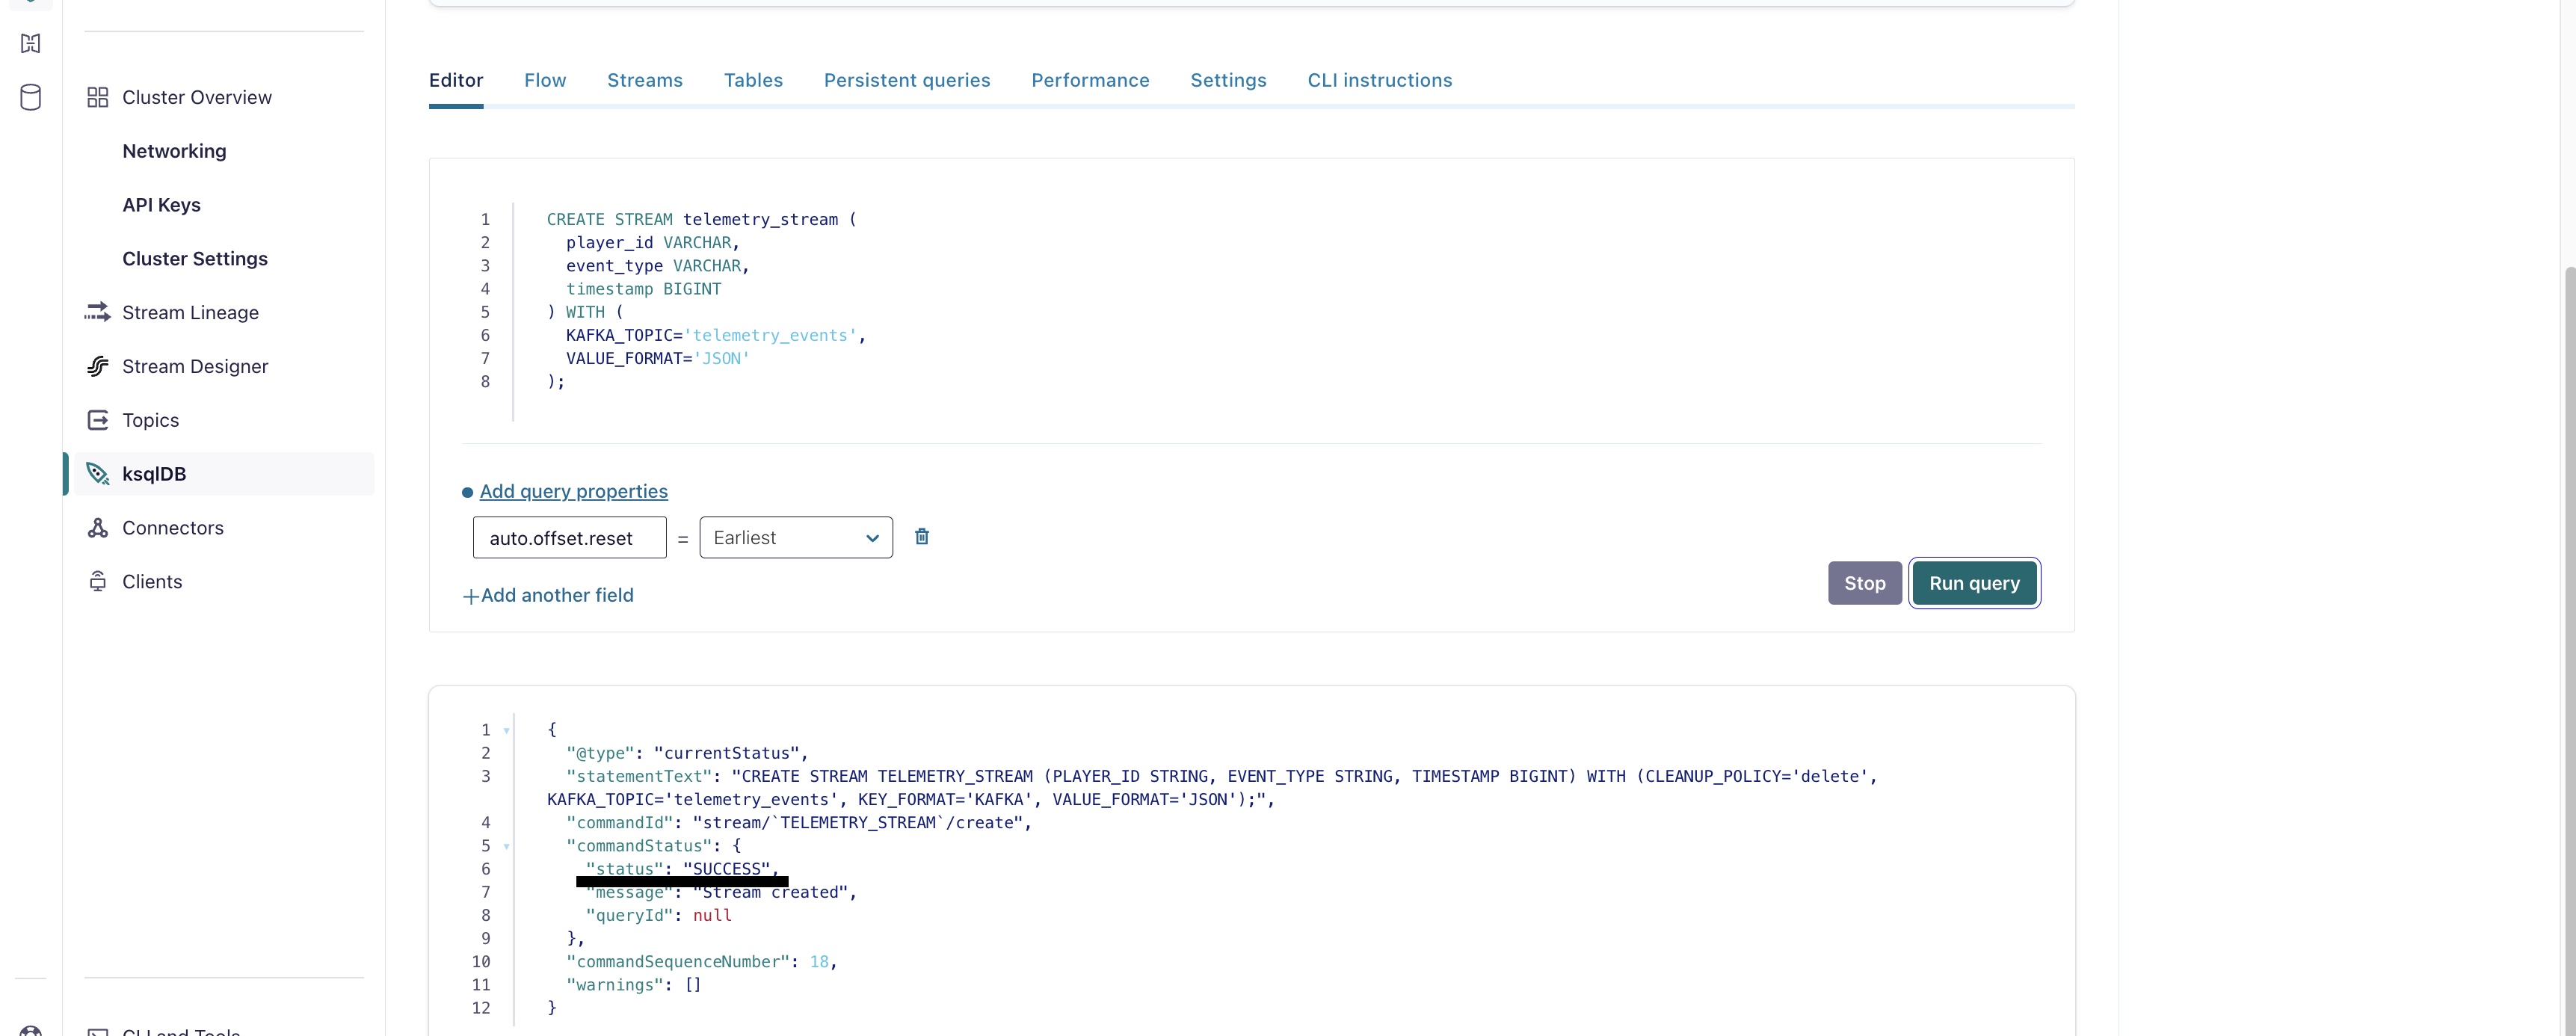 Cluster Overview
Networking
API Keys
Cluster Settings
Stream Lineage
Stream Designer
Topics
ksqlDB
Connectors
Clients
CLI and Tools
Editor Flow Streams Tables Persistent queries Performance Settings CLI instructions
1 CREATE STREAM telemetry_stream (
2 player_id VARCHAR,
3 event_type VARCHAR,
4 timestamp BIGINT
5 ) WITH (
6 KAFKA_TOPIC='telemetry_events',
7 VALUE_FORMAT='JSON'
8 );
Add query properties
auto.offset.reset = Earliest
+Add another field
Stop Run query
1 {
2 "@type": "currentStatus",
3 "statementText": "CREATE STREAM TELEMETRY_STREAM (PLAYER_ID STRING, EVENT_TYPE STRING, TIMESTAMP BIGINT) WITH (CLEANUP_POLICY='delete',
KAFKA_TOPIC='telemetry_events', KEY_FORMAT='KAFKA', VALUE_FORMAT='JSON');",
4 "commandId": "stream/`TELEMETRY_STREAM`/create",
5 "commandStatus": {
6 "status": "SUCCESS",
7 "message": "Stream created",
8 "queryId": null
9 },
10 "commandSequenceNumber": 18,
11 "warnings": []
12 }